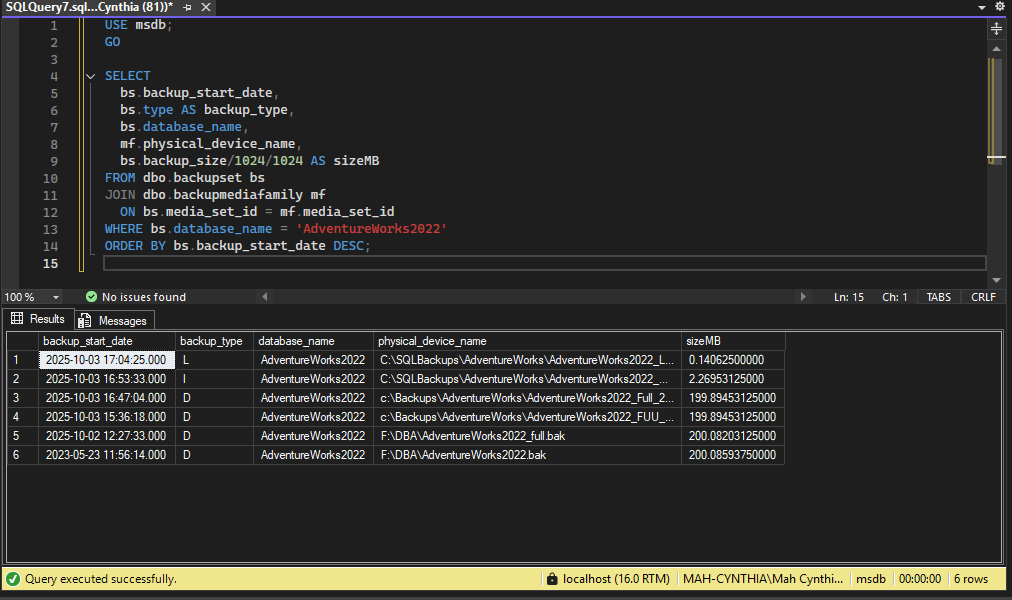 SQLQuery7.sql...Cynthia (81))*
1 USE msdb;
2 GO
3
4 SELECT
5 bs.backup_start_date,
6 bs.type AS backup_type,
7 bs.database_name,
8 mf.physical_device_name,
9 bs.backup_size/1024/1024 AS sizeMB
10 FROM dbo.backupset bs
11 JOIN dbo.backupmediafamily mf
12 ON bs.media_set_id = mf.media_set_id
13 WHERE bs.database_name = 'AdventureWorks2022'
14 ORDER BY bs.backup_start_date DESC;
15
100 % No issues found Ln: 15 Ch: 1 TABS CRLF
Results Messages
backup_start_date backup_type database_name physical_device_name sizeMB
1 2025-10-03 17:04:25.000 L AdventureWorks2022 C:\SQLBackups\AdventureWorks\AdventureWorks2022_L... 0.14062500000
2 2025-10-03 16:53:33.000 I AdventureWorks2022 C:\SQLBackups\AdventureWorks\AdventureWorks2022_... 2.26953125000
3 2025-10-03 16:47:04.000 D AdventureWorks2022 c:\Backups\AdventureWorks\AdventureWorks2022_Full_2... 199.89453125000
4 2025-10-03 15:36:18.000 D AdventureWorks2022 c:\Backups\AdventureWorks\AdventureWorks2022_FUU_... 199.89453125000
5 2025-10-02 12:27:33.000 D AdventureWorks2022 F:\DBA\AdventureWorks2022_full.bak 200.08203125000
6 2023-05-23 11:56:14.000 D AdventureWorks2022 F:\DBA\AdventureWorks2022.bak 200.08593750000
Query executed successfully. localhost (16.0 RTM) MAH-CYNTHIA\Mah Cynthi... msdb 00:00:00 6 rows